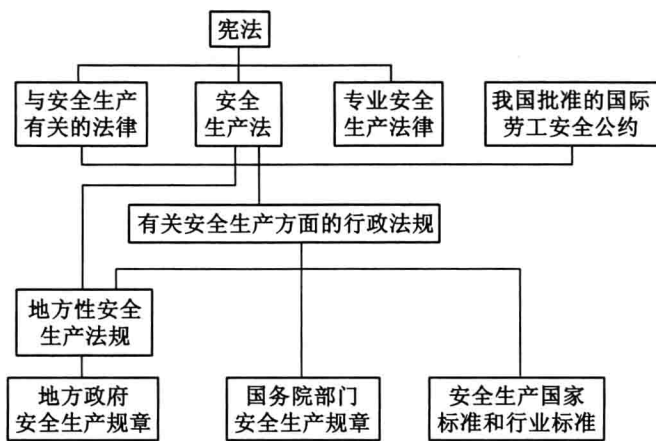 宪法
与安全生产
有关的法律
安全
生产法
专业安全
生产法律
我国批准的国际
劳工安全公约
有关安全生产方面的行政法规
地方性安全
生产法规
地方政府
安全生产规章
国务院部门
安全生产规章
安全生产国家
标准和行业标准